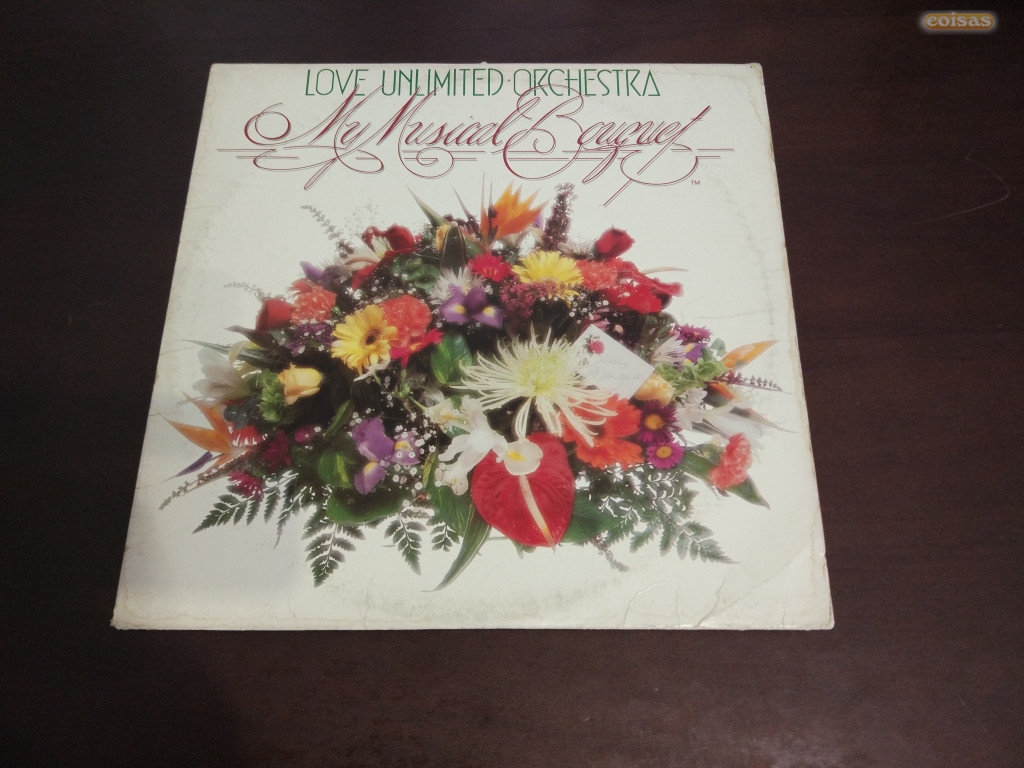 coisas
LOVE UNLIMITED ORCHESTRA
My Musical Bouquet
TM